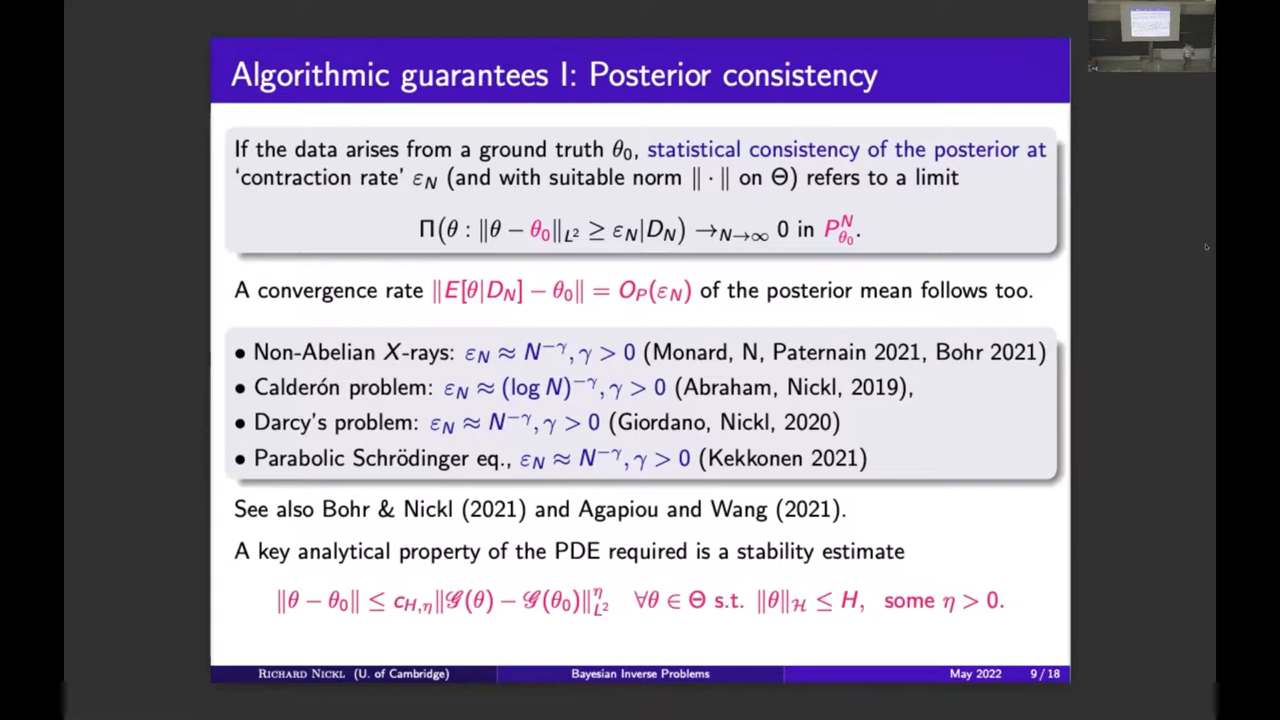 Algorithmic guarantees I: Posterior consistency
If the data arises from a ground truth θ₀, statistical consistency of the posterior at
'contraction rate' εN (and with suitable norm ‖ · ‖ on Θ) refers to a limit
Π(θ : ‖θ − θ₀‖L² ≥ εN|DN) →N→∞ 0 in P^N_θ₀.
A convergence rate ‖E[θ|DN] − θ₀‖ = OP(εN) of the posterior mean follows too.
• Non-Abelian X-rays: εN ≈ N^−γ, γ > 0 (Monard, N, Paternain 2021, Bohr 2021)
• Calderón problem: εN ≈ (log N)^−γ, γ > 0 (Abraham, Nickl, 2019),
• Darcy's problem: εN ≈ N^−γ, γ > 0 (Giordano, Nickl, 2020)
• Parabolic Schrödinger eq., εN ≈ N^−γ, γ > 0 (Kekkonen 2021)
See also Bohr & Nickl (2021) and Agapiou and Wang (2021).
A key analytical property of the PDE required is a stability estimate
‖θ − θ₀‖ ≤ cH,η‖𝒢(θ) − 𝒢(θ₀)‖^η_L² ∀θ ∈ Θ s.t. ‖θ‖ℋ ≤ H, some η > 0.
RICHARD NICKL (U. of Cambridge) Bayesian Inverse Problems May 2022 9 / 18